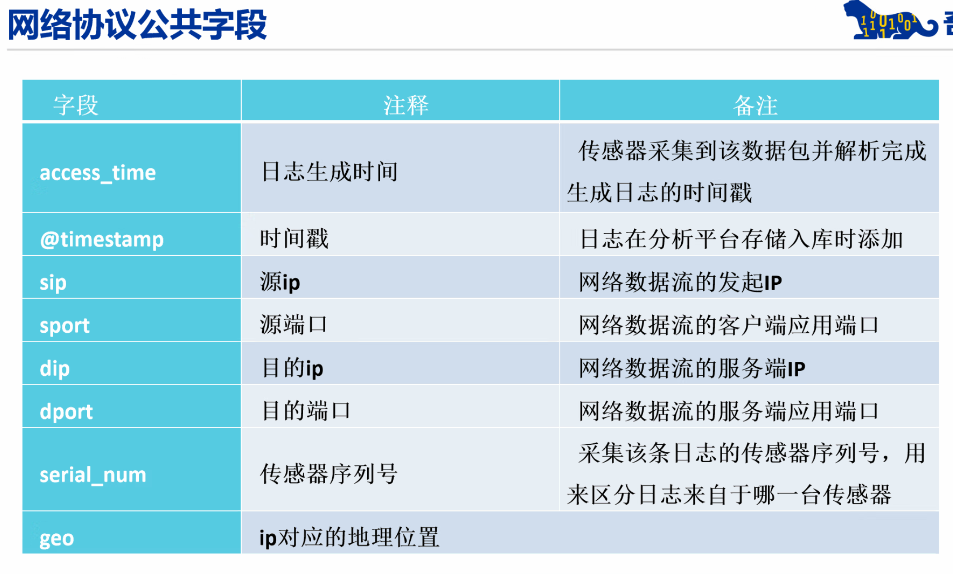 网络协议公共字段
字段 注释 备注
access_time 日志生成时间 传感器采集到该数据包并解析完成
生成日志的时间戳
@timestamp 时间戳 日志在分析平台存储入库时添加
sip 源ip 网络数据流的发起IP
sport 源端口 网络数据流的客户端应用端口
dip 目的ip 网络数据流的服务端IP
dport 目的端口 网络数据流的服务端应用端口
serial_num 传感器序列号 采集该条日志的传感器序列号，用
来区分日志来自于哪一台传感器
geo ip对应的地理位置